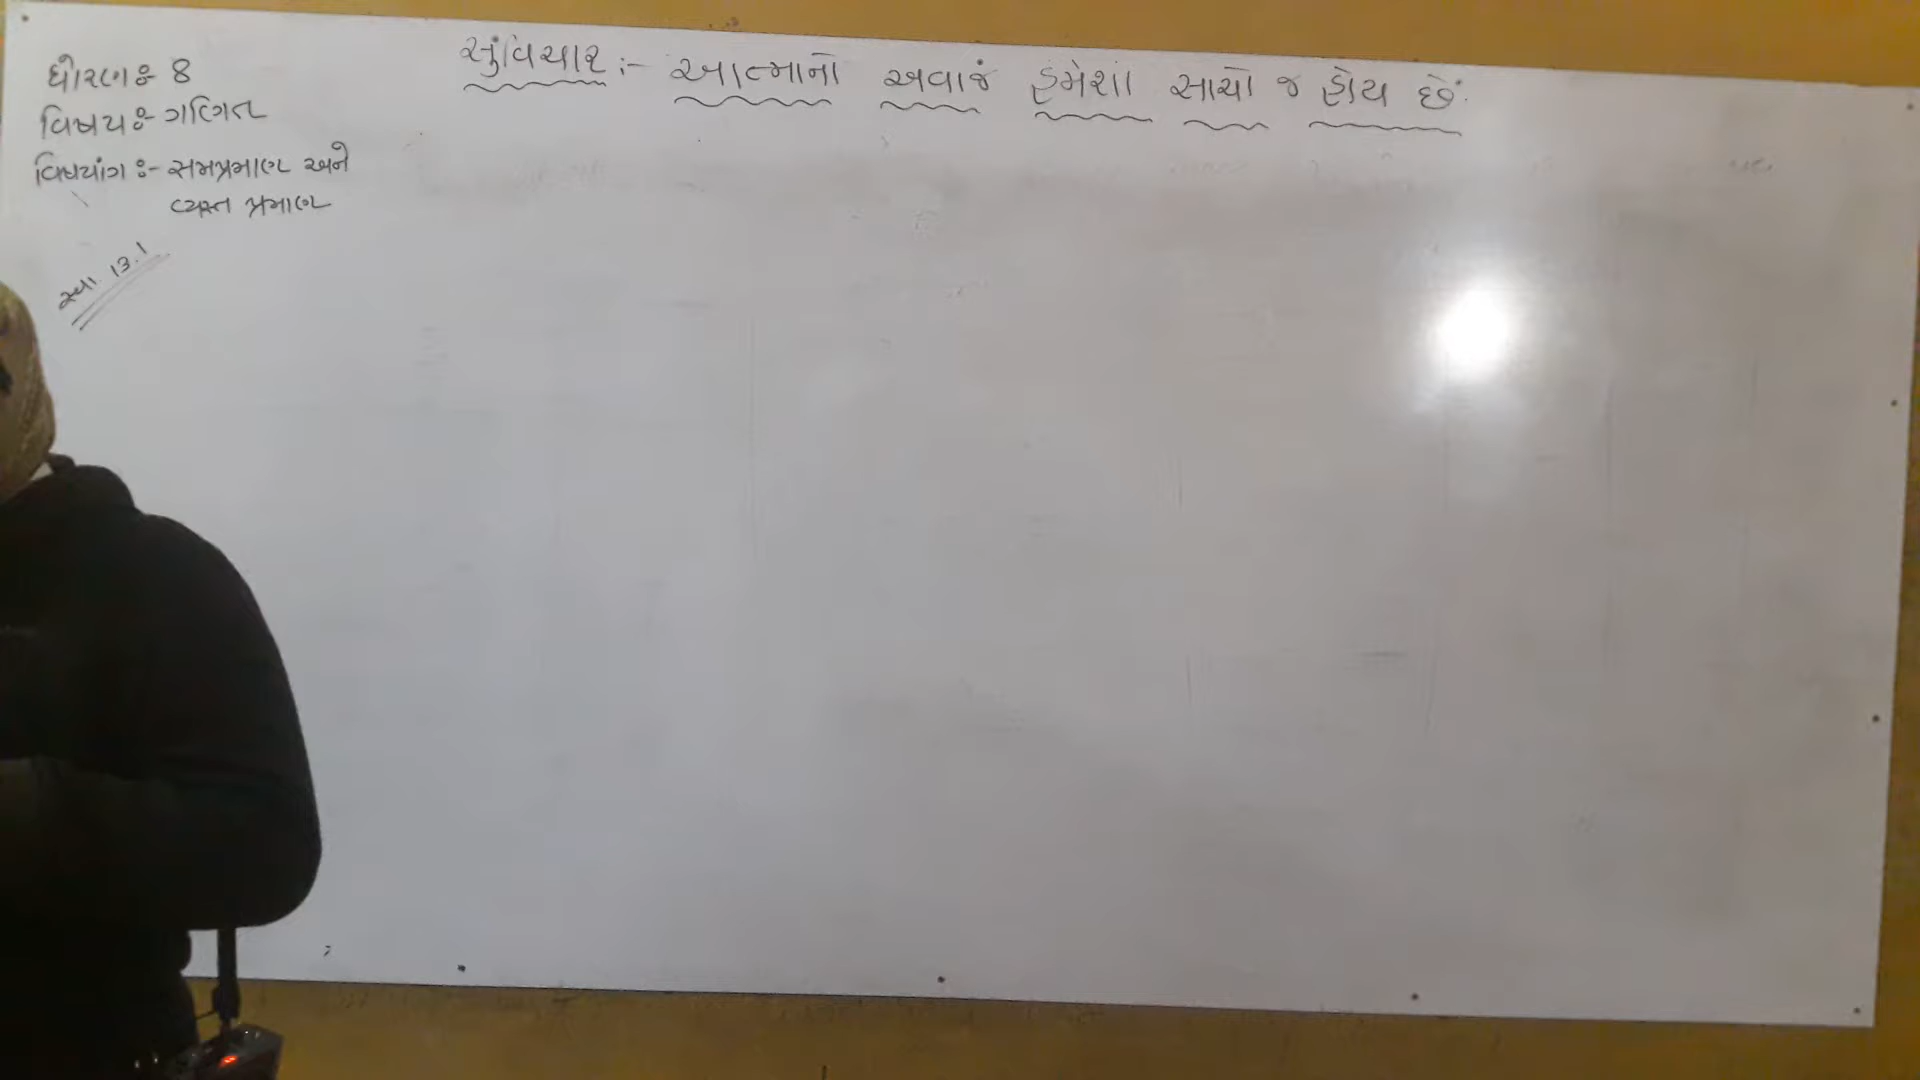 સુંવિચાર :- આત્માનો અવાજ હંમેશા સાચો જ હોય છે.
ધોરણઃ- 8
વિષયઃ- ગણિત
વિષયાંગ :- સમપ્રમાણ અને
વ્યસ્ત પ્રમાણ
સ્વા. 13.1